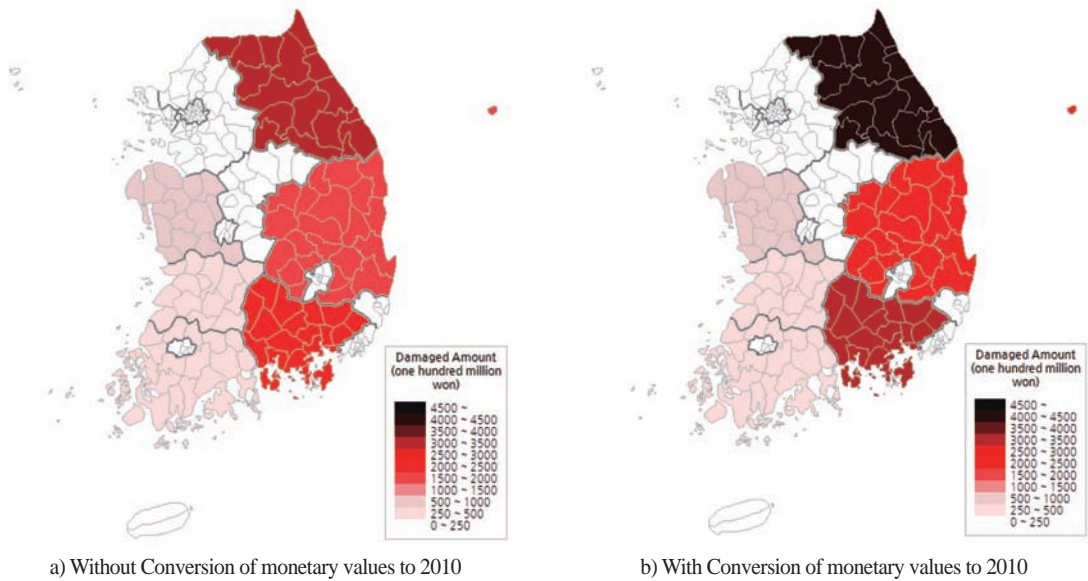 Damaged Amount
(one hundred million
won)
4500 ~
4000 ~ 4500
3500 ~ 4000
3000 ~ 3500
2500 ~ 3000
2000 ~ 2500
1500 ~ 2000
1000 ~ 1500
500 ~ 1000
250 ~ 500
0 ~ 250
Damaged Amount
(one hundred million
won)
4500 ~
4000 ~ 4500
3500 ~ 4000
3000 ~ 3500
2500 ~ 3000
2000 ~ 2500
1500 ~ 2000
1000 ~ 1500
500 ~ 1000
250 ~ 500
0 ~ 250
a) Without Conversion of monetary values to 2010
b) With Conversion of monetary values to 2010